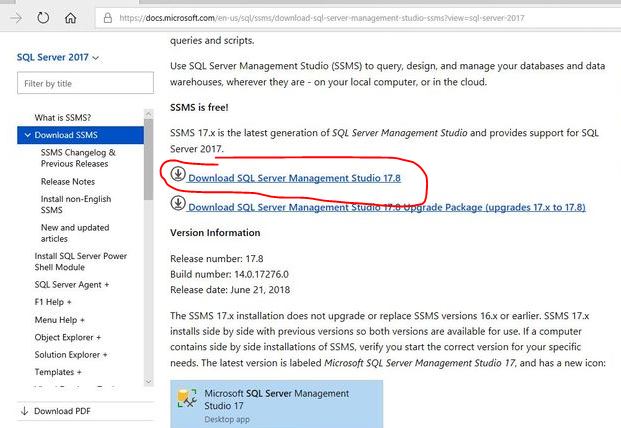 https://docs.microsoft.com/en-us/sql/ssms/download-sql-server-management-studio-ssms?view=sql-server-2017
SQL Server 2017
Filter by title
What is SSMS?
Download SSMS
SSMS Changelog &
Previous Releases
Release Notes
Install non-English
SSMS
New and updated
articles
Install SQL Server Power
Shell Module
SQL Server Agent +
F1 Help +
Menu Help +
Object Explorer +
Solution Explorer +
Templates +
Download PDF
queries and scripts.
Use SQL Server Management Studio (SSMS) to query, design, and manage your databases and data
warehouses, wherever they are - on your local computer, or in the cloud.
SSMS is free!
SSMS 17.x is the latest generation of SQL Server Management Studio and provides support for SQL
Server 2017.
Download SQL Server Management Studio 17.8
Download SQL Server Management Studio 17.8 Upgrade Package (upgrades 17.x to 17.8)
Version Information
Release number: 17.8
Build number: 14.0.17276.0
Release date: June 21, 2018
The SSMS 17.x installation does not upgrade or replace SSMS versions 16.x or earlier. SSMS 17.x
installs side by side with previous versions so both versions are available for use. If a computer
contains side by side installations of SSMS, verify you start the correct version for your specific
needs. The latest version is labeled Microsoft SQL Server Management Studio 17, and has a new icon:
Microsoft SQL Server Management
Studio 17
Desktop app